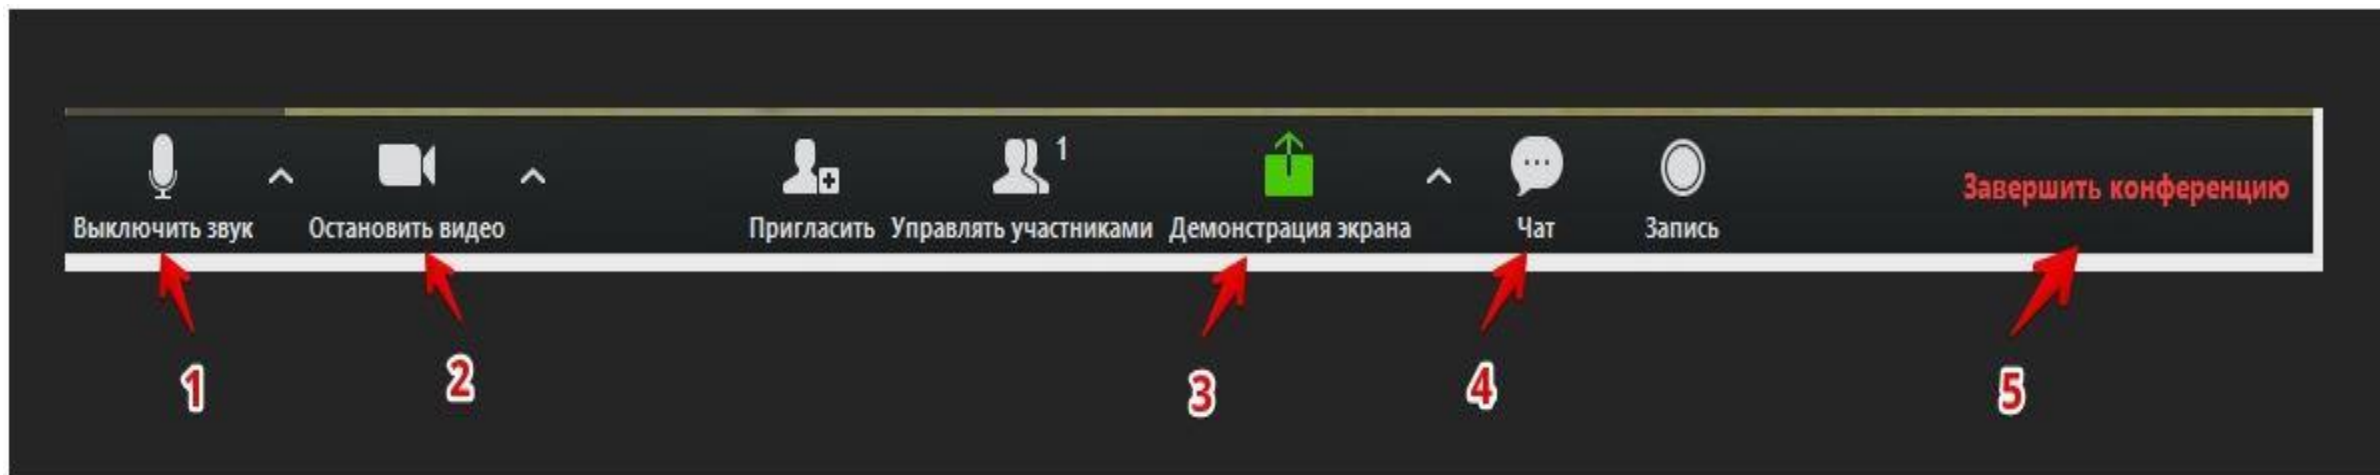 1
Выключить звук
Остановить видео
Пригласить
Управлять участниками
Демонстрация экрана
Чат
Запись
Завершить конференцию
1
2
3
4
5